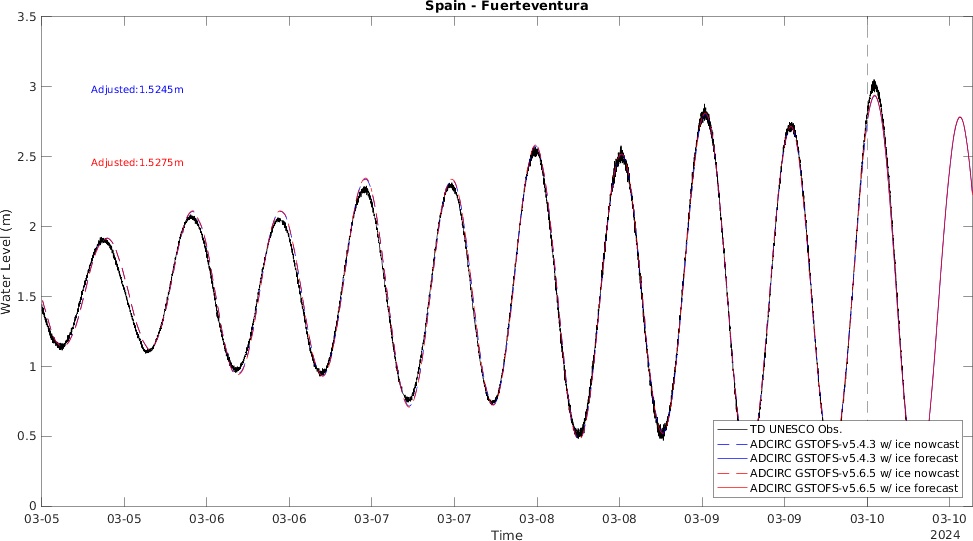 Spain - Fuerteventura
3.5
3
2.5
2
1.5
1
0.5
0
Water Level (m)
Adjusted:1.5245m
Adjusted:1.5275m
TD UNESCO Obs.
ADCIRC GSTOFS-v5.4.3 w/ ice nowcast
ADCIRC GSTOFS-v5.4.3 w/ ice forecast
ADCIRC GSTOFS-v5.6.5 w/ ice nowcast
ADCIRC GSTOFS-v5.6.5 w/ ice forecast
03-05 03-05 03-06 03-06 03-07 03-07 03-08 03-08 03-09 03-09 03-10 03-10
2024
Time